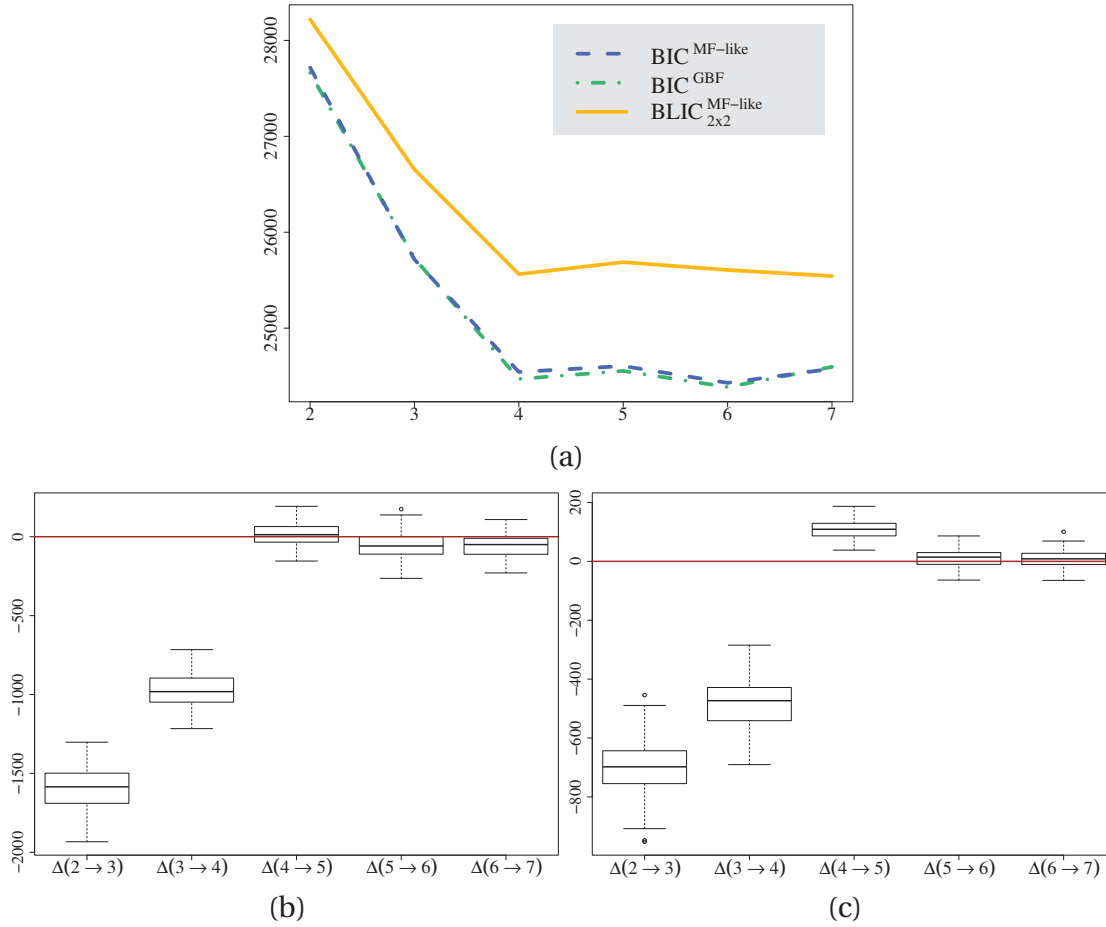 28000
27000
26000
25000
BIC MF−like
BIC GBF
BLIC MF−like 2x2
2 3 4 5 6 7
(a)
0
−500
−1000
−1500
−2000
Δ(2 → 3) Δ(3 → 4) Δ(4 → 5) Δ(5 → 6) Δ(6 → 7)
(b)
200
0
−200
−400
−600
−800
Δ(2 → 3) Δ(3 → 4) Δ(4 → 5) Δ(5 → 6) Δ(6 → 7)
(c)